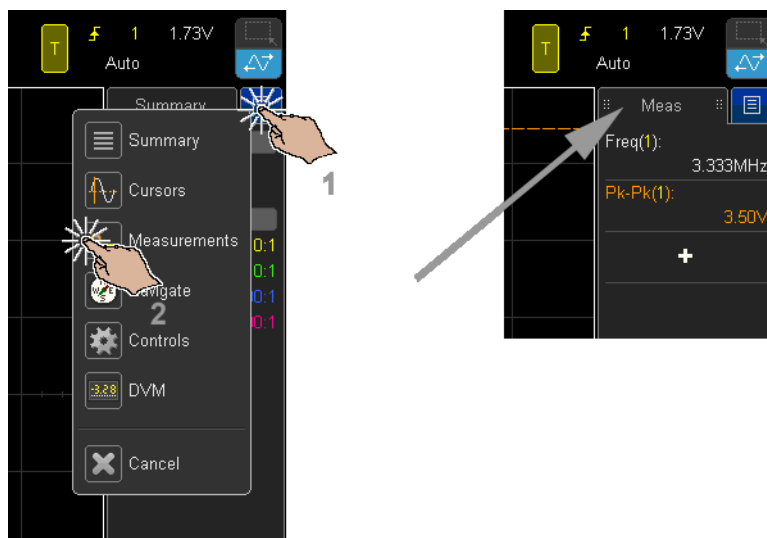 T
1
1.73V
Auto
Summary
Summary
Cursors
Measurements
Navigate
Controls
-3.28
DVM
Cancel
0:1
0:1
00:1
0:1
1
2
T
1
1.73V
Auto
Meas
Freq(1):
3.333MHz
Pk-Pk(1):
3.50V
+